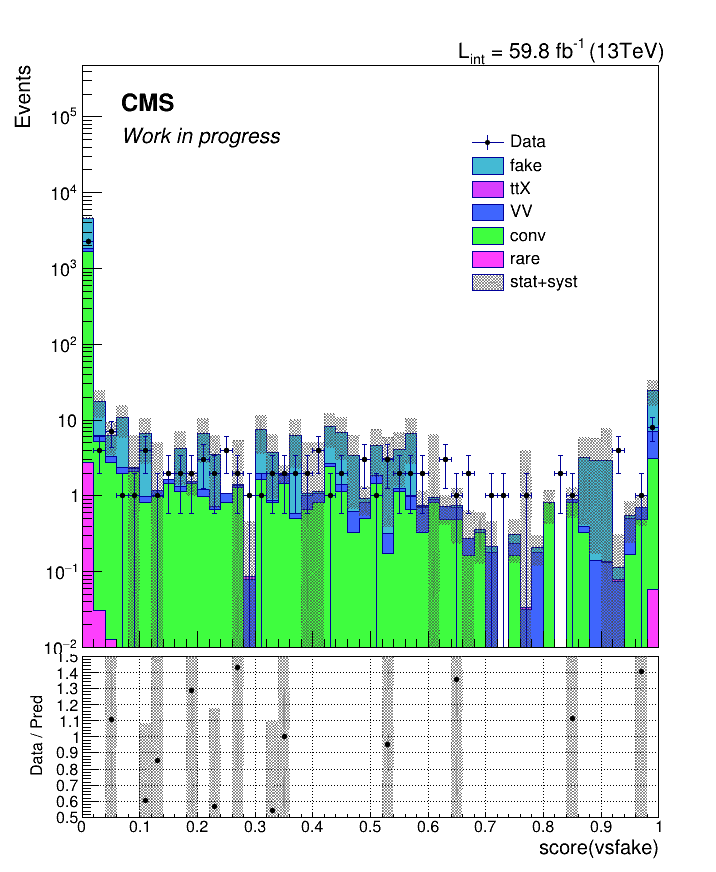 L_int = 59.8 fb^-1 (13TeV)
Events
CMS
Work in progress
Data
fake
ttX
VV
conv
rare
stat+syst
10^5
10^4
10^3
10^2
10
1
10^−1
10^−2
Data / Pred
1.5
1.4
1.3
1.2
1.1
1
0.9
0.8
0.7
0.6
0.5
0 0.1 0.2 0.3 0.4 0.5 0.6 0.7 0.8 0.9 1
score(vsfake)